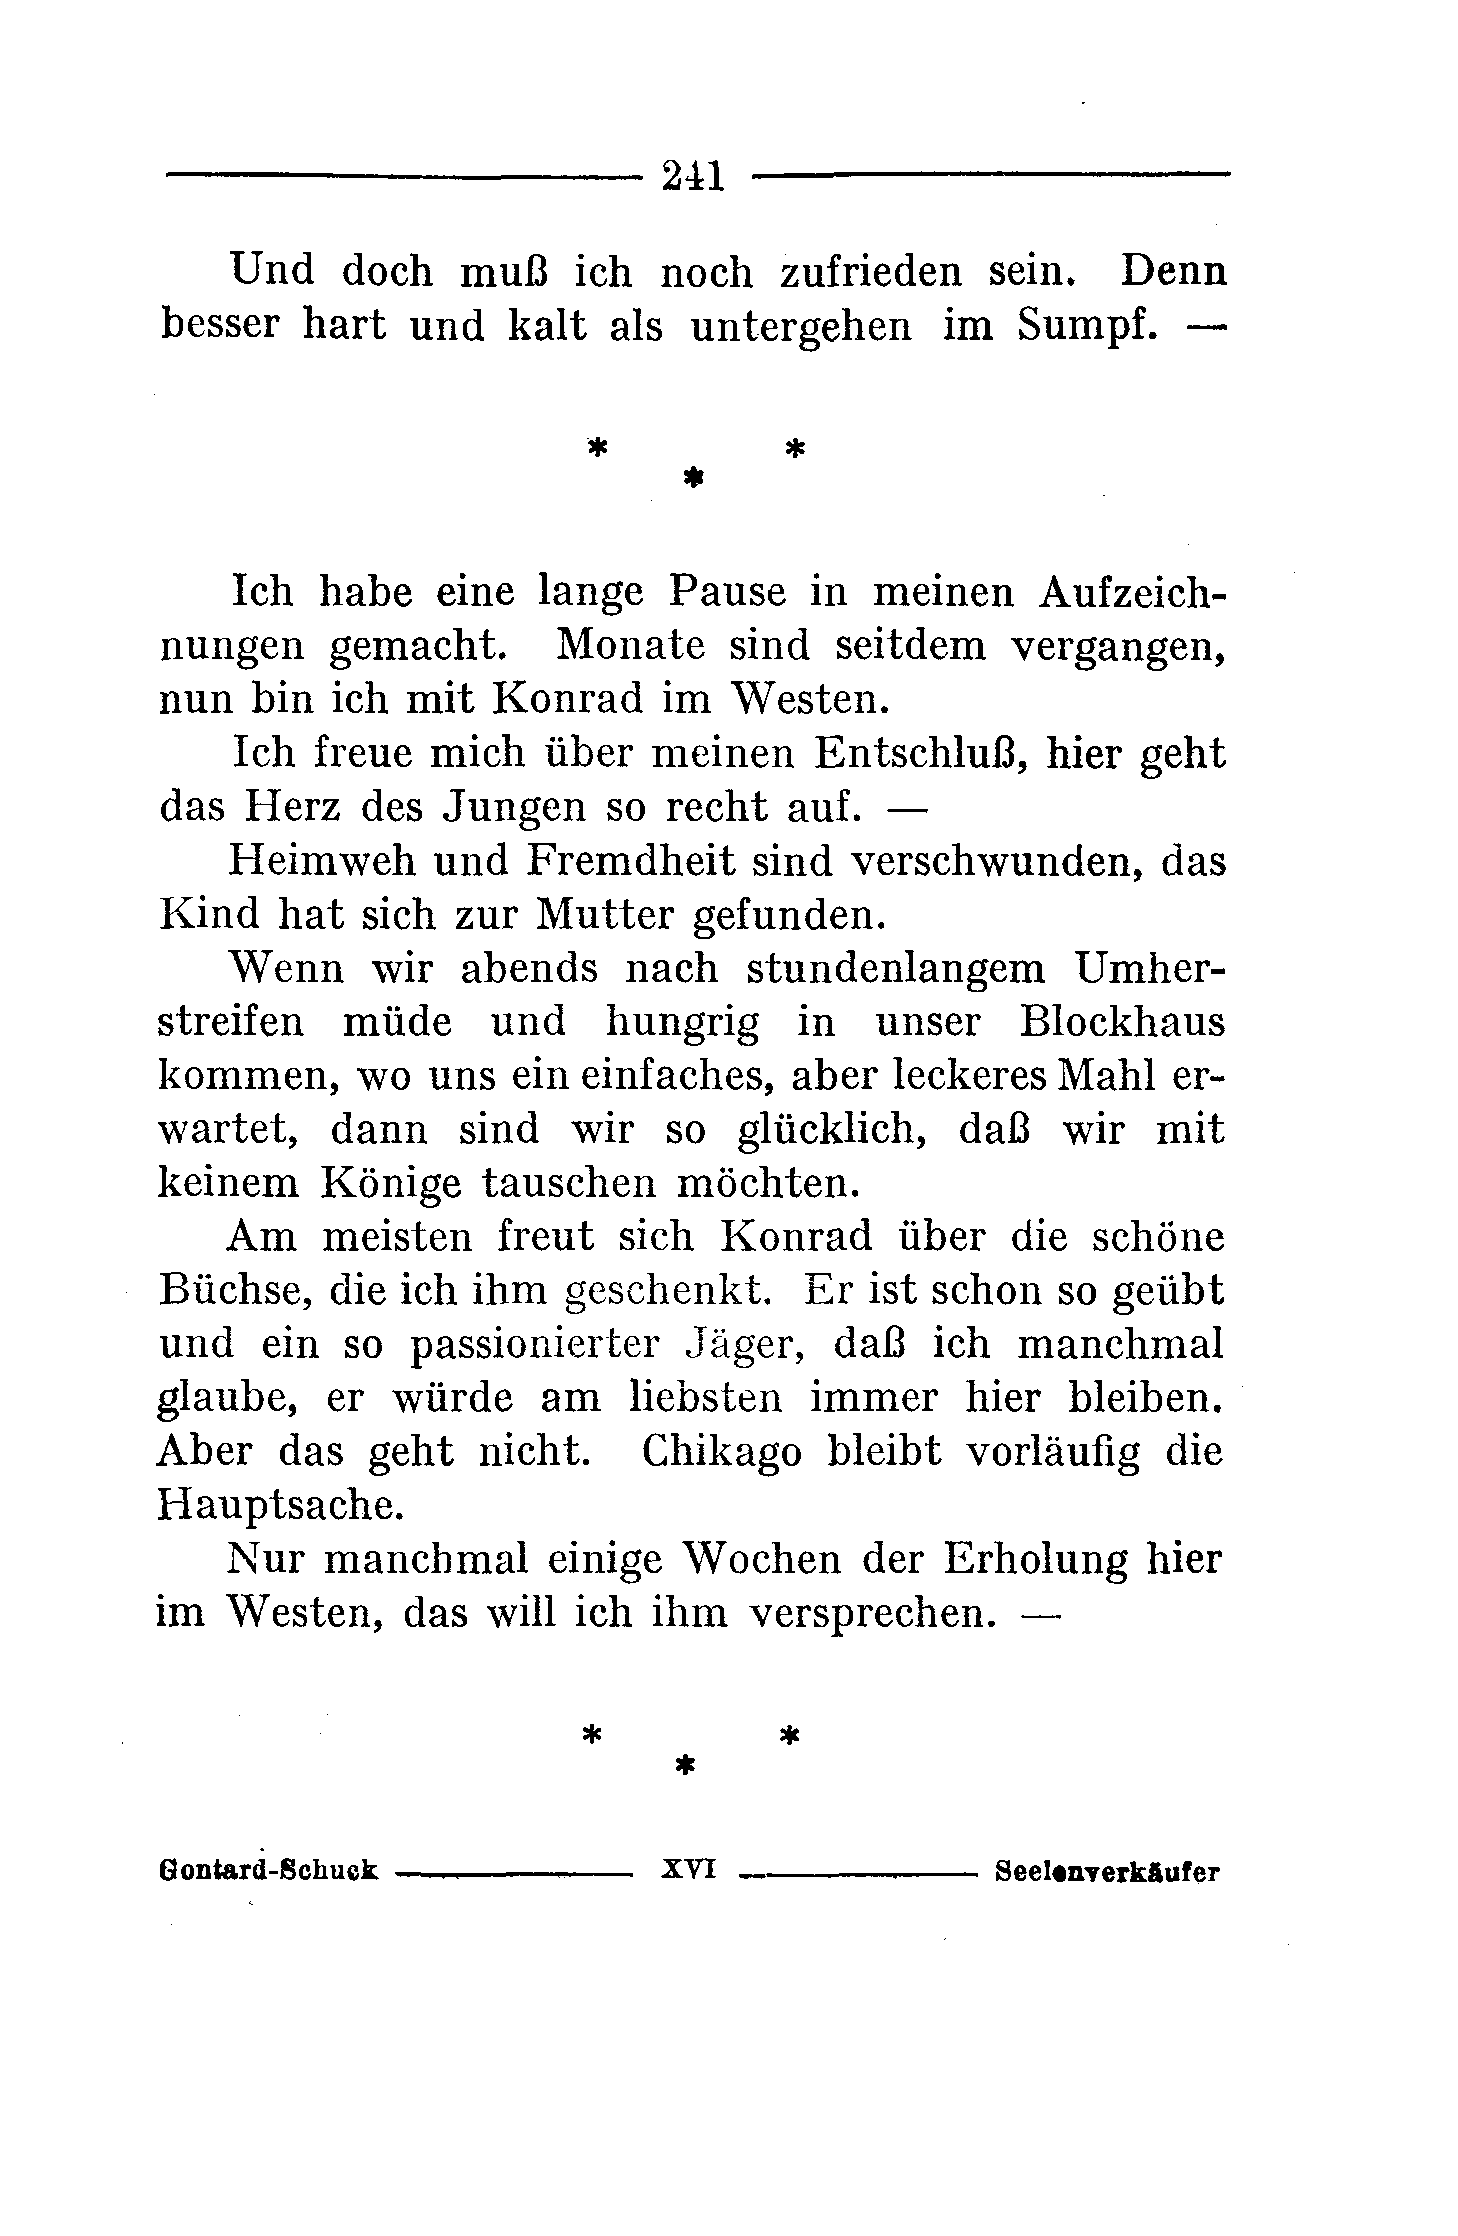 241
Und doch muß ich noch zufrieden sein. Denn
besser hart und kalt als untergehen im Sumpf. —
* *
*
Ich habe eine lange Pause in meinen Aufzeich-
nungen gemacht. Monate sind seitdem vergangen,
nun bin ich mit Konrad im Westen.
Ich freue mich über meinen Entschluß, hier geht
das Herz des Jungen so recht auf. —
Heimweh und Fremdheit sind verschwunden, das
Kind hat sich zur Mutter gefunden.
Wenn wir abends nach stundenlangem Umher-
streifen müde und hungrig in unser Blockhaus
kommen, wo uns ein einfaches, aber leckeres Mahl er-
wartet, dann sind wir so glücklich, daß wir mit
keinem Könige tauschen möchten.
Am meisten freut sich Konrad über die schöne
Büchse, die ich ihm geschenkt. Er ist schon so geübt
und ein so passionierter Jäger, daß ich manchmal
glaube, er würde am liebsten immer hier bleiben.
Aber das geht nicht. Chikago bleibt vorläufig die
Hauptsache.
Nur manchmal einige Wochen der Erholung hier
im Westen, das will ich ihm versprechen. —
* *
*
Gontard-Schuck — XVI — Seelenverkäufer